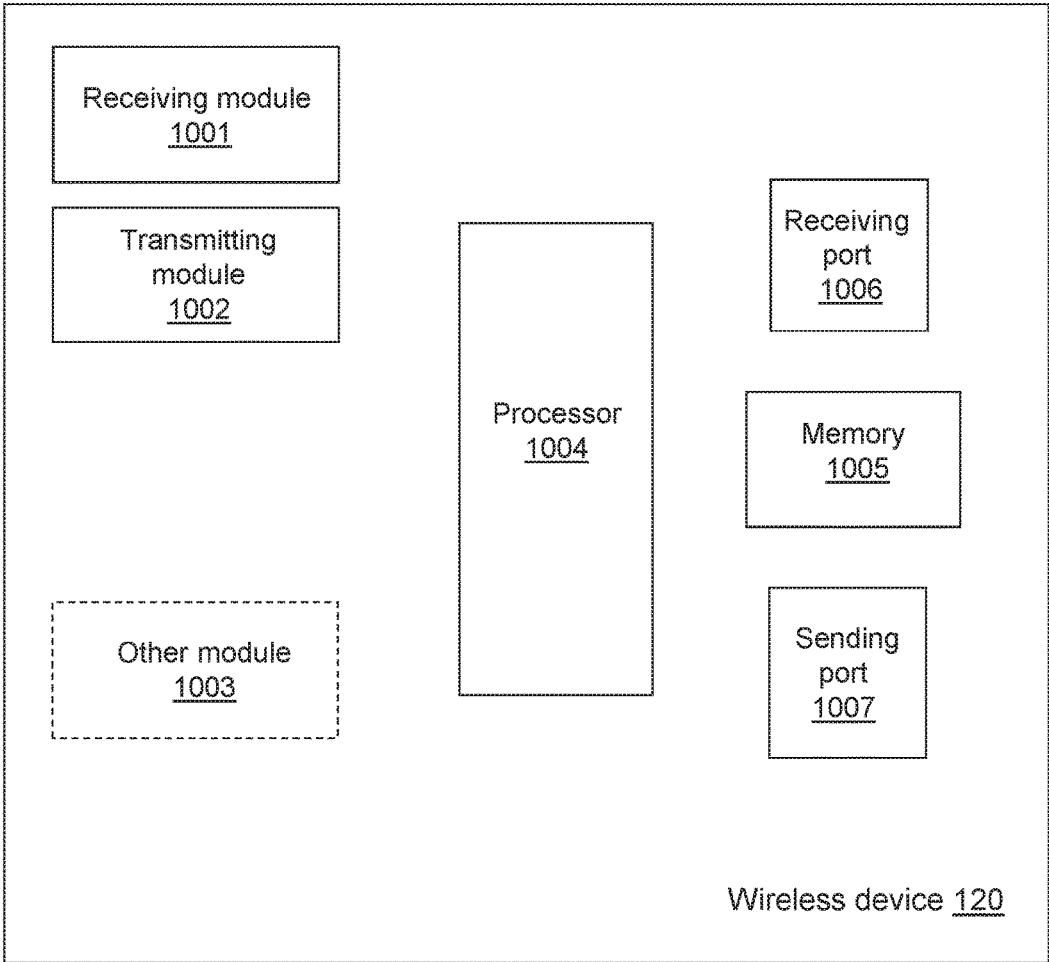 Receiving module
1001
Transmitting
module
1002
Other module
1003
Processor
1004
Receiving
port
1006
Memory
1005
Sending
port
1007
Wireless device 120